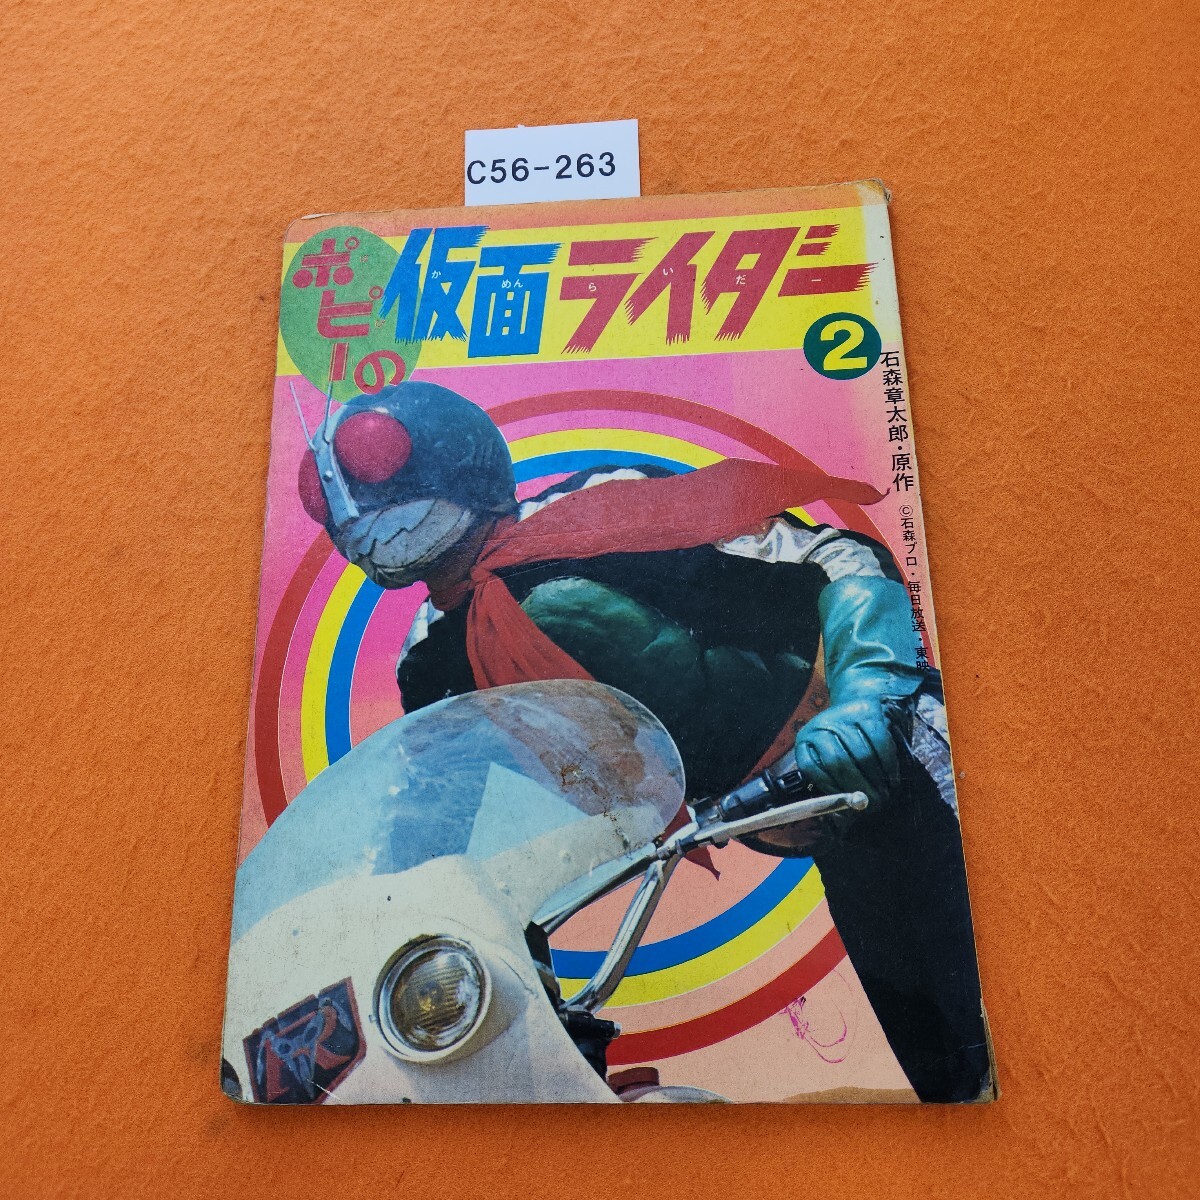 C56-263
ポピーの
仮面ライダー
かめんらいだー
2
石森章太郎・原作
©石森プロ・毎日放送・東映
R